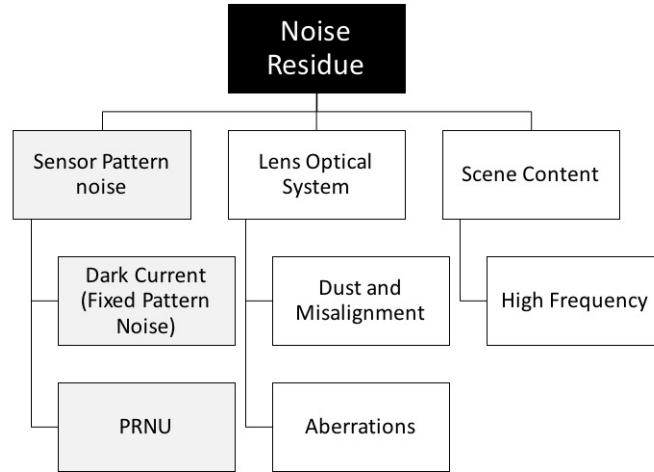 Noise
Residue
Sensor Pattern
noise
Lens Optical
System
Scene Content
Dark Current
(Fixed Pattern
Noise)
Dust and
Misalignment
High Frequency
PRNU
Aberrations